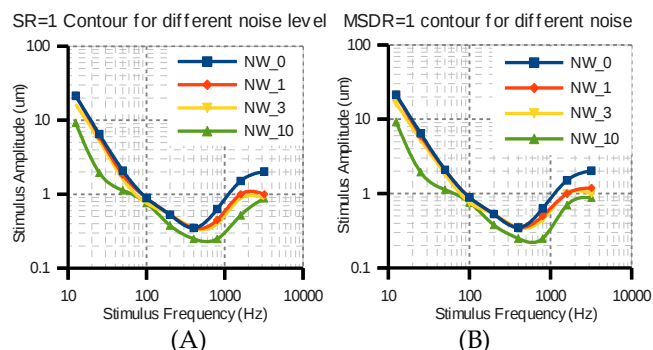 SR=1 Contour for different noise level
100
10
1
0.1
Stimulus Amplitude (um)
NW_0
NW_1
NW_3
NW_10
10
100
1000
10000
Stimulus Frequency (Hz)
(A)
MSDR=1 contour for different noise
100
10
1
0.1
Stimulus Amplitude (um)
NW_0
NW_1
NW_3
NW_10
10
100
1000
10000
Stimulus Frequency (Hz)
(B)